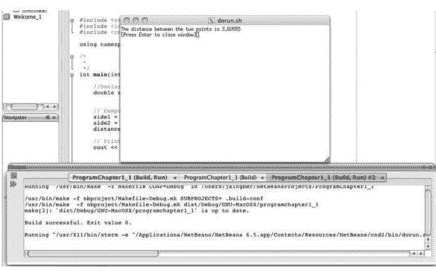 Welcome_1
dorun.sh
The distance between the two points is 3.60555
[Press Enter to close window]
#include
#include
#include
using
/*
*
*/
int main(int
double
side1 =
side2 =
distance
cout <<
Navigator
ProgramChapter1_1 (Build, Run) ProgramChapter1_1 (Build) ProgramChapter1_1 (Build, Run) #2
Running "/usr/bin/make -f Makefile CONF=Debug" in /Users/jaingber/NetBeansProjects/ProgramChapter1_1
/usr/bin/make -f nbproject/Makefile-Debug.mk SUBPROJECTS= .build-conf
/usr/bin/make -f nbproject/Makefile-Debug.mk dist/Debug/GNU-MacOSX/programchapter1_1
make[2]: `dist/Debug/GNU-MacOSX/programchapter1_1' is up to date.
Build successful. Exit value 0.
Running "/usr/X11/bin/xterm -e "/Applications/NetBeans/NetBeans 6.5.app/Contents/Resources/NetBeans/cnd2/bin/dorun.